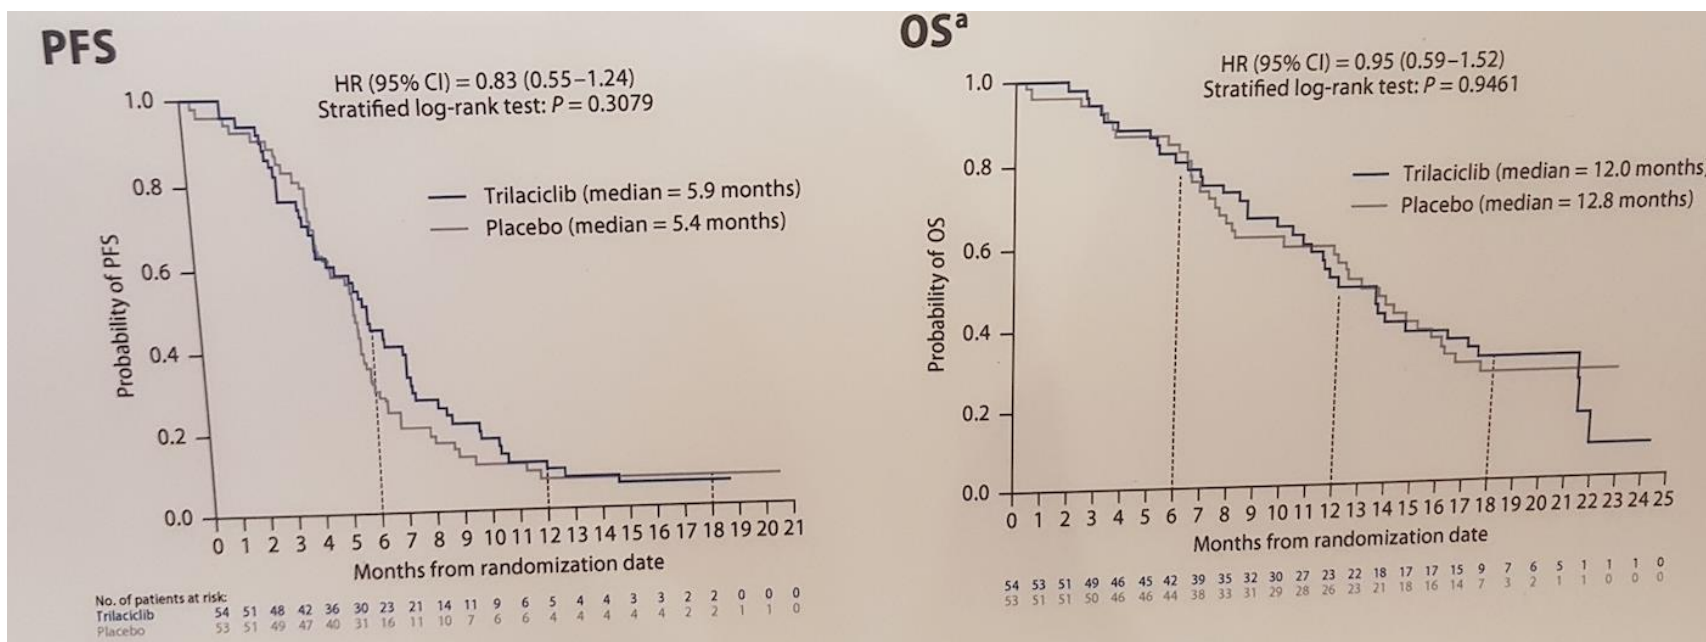 PFS
HR (95% CI) = 0.83 (0.55–1.24)
Stratified log-rank test: P = 0.3079
Trilaciclib (median = 5.9 months)
Placebo (median = 5.4 months)
Probability of PFS
1.0
0.8
0.6
0.4
0.2
0.0
0 1 2 3 4 5 6 7 8 9 10 11 12 13 14 15 16 17 18 19 20 21
Months from randomization date
No. of patients at risk:
Trilaciclib 54 51 48 42 36 30 23 21 14 11 9 6 5 4 4 3 3 2 2 0 0 0
Placebo 53 51 49 47 40 31 16 11 10 7 6 6 4 4 4 4 4 2 2 1 1 0
OSa
HR (95% CI) = 0.95 (0.59–1.52)
Stratified log-rank test: P = 0.9461
Trilaciclib (median = 12.0 months
Placebo (median = 12.8 months)
Probability of OS
1.0
0.8
0.6
0.4
0.2
0.0
0 1 2 3 4 5 6 7 8 9 10 11 12 13 14 15 16 17 18 19 20 21 22 23 24 25
Months from randomization date
54 53 51 49 46 45 42 39 35 32 30 27 23 22 18 17 17 15 9 7 6 5 1 1 1 0
53 51 51 50 46 46 44 38 33 31 29 28 26 23 21 18 16 14 7 3 2 1 1 0 0 0